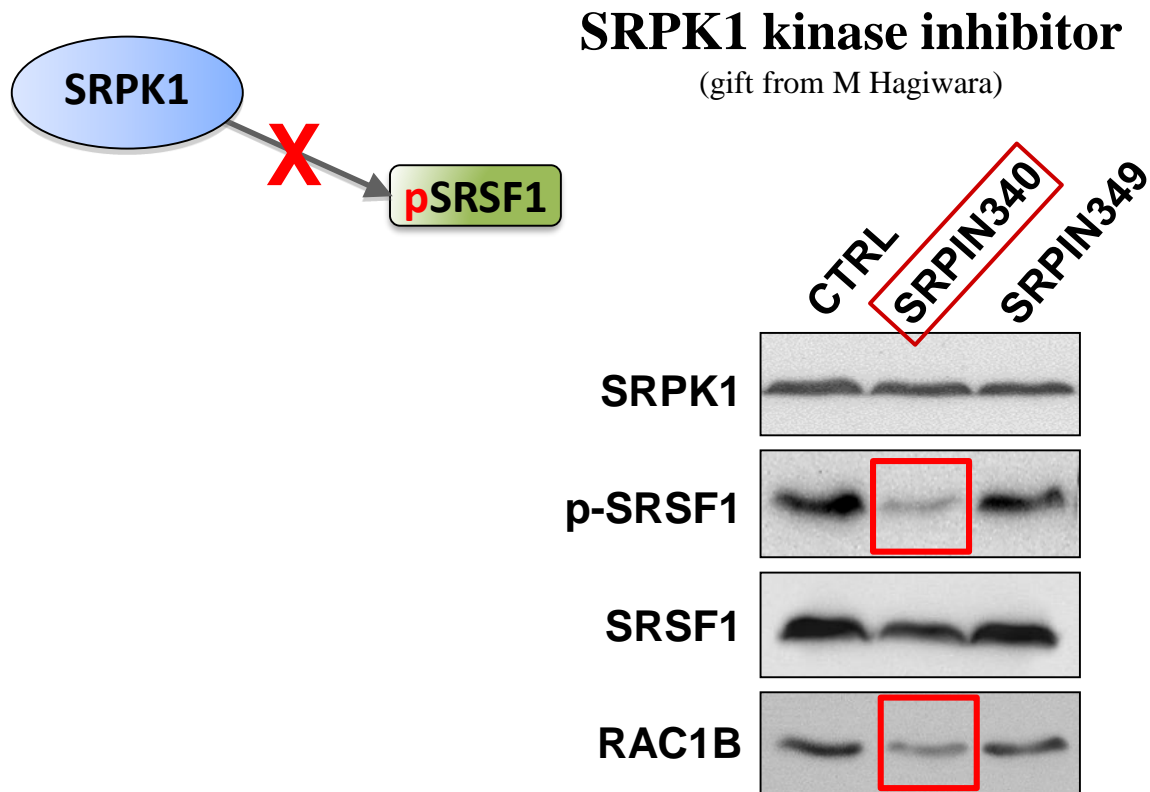 SRPK1 kinase inhibitor
(gift from M Hagiwara)
SRPK1
X
pSRSF1
CTRL
SRPIN340
SRPIN349
SRPK1
p-SRSF1
SRSF1
RAC1B